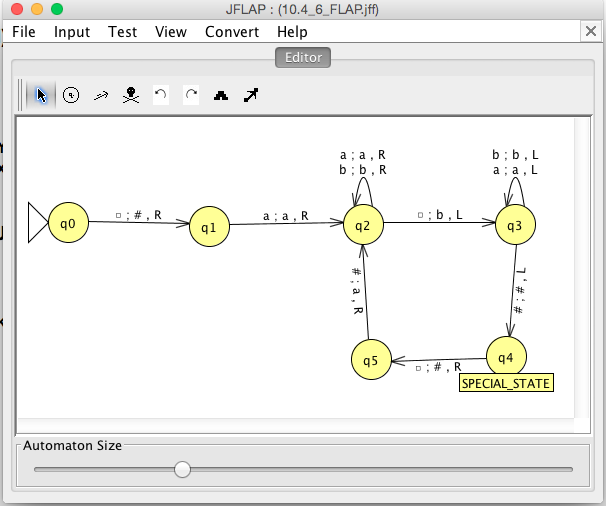 JFLAP : (10.4_6_FLAP.jff)
File Input Test View Convert Help
Editor
a ; a , R
b ; b , R
b ; b , L
a ; a , L
q0
□ ; # , R
q1
a ; a , R
q2
□ ; b , L
q3
# ; a , R
# ; # , L
q5
□ ; # , R
q4
SPECIAL_STATE
Automaton Size